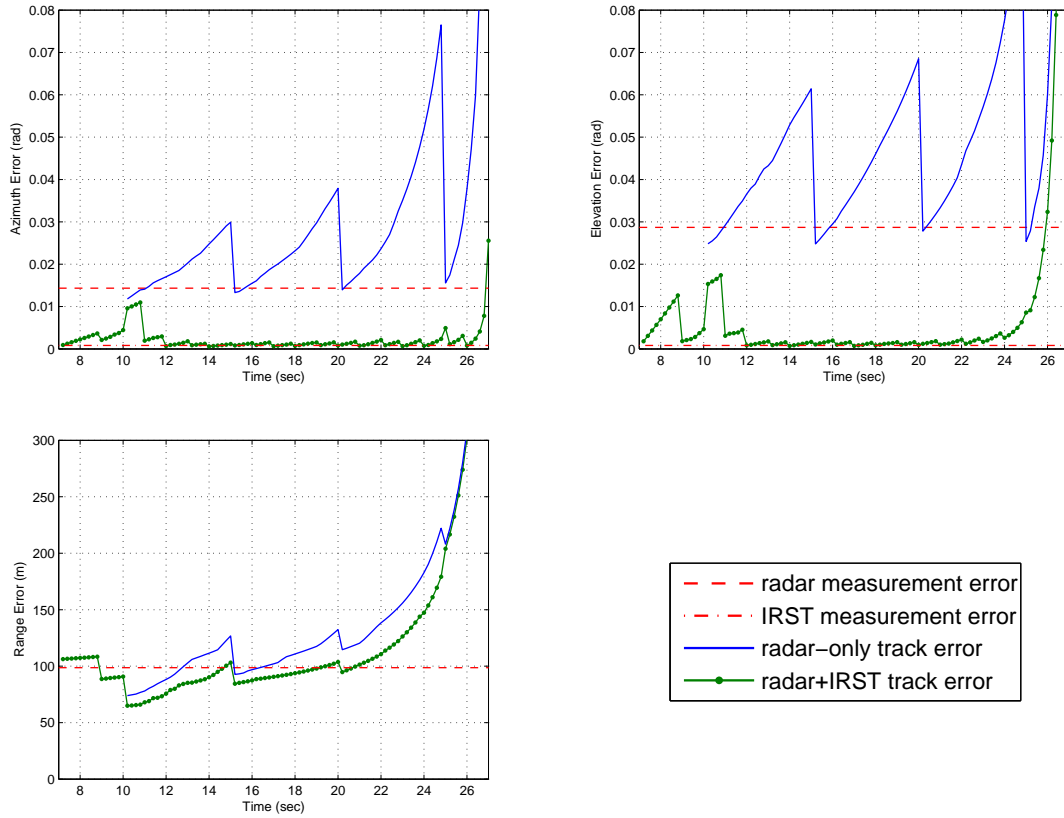 0.08
0.07
0.06
0.05
0.04
0.03
0.02
0.01
0
Azimuth Error (rad)
8 10 12 14 16 18 20 22 24 26
Time (sec)
0.08
0.07
0.06
0.05
0.04
0.03
0.02
0.01
0
Elevation Error (rad)
8 10 12 14 16 18 20 22 24 26
Time (sec)
300
250
200
150
100
50
0
Range Error (m)
8 10 12 14 16 18 20 22 24 26
Time (sec)
radar measurement error
IRST measurement error
radar−only track error
radar+IRST track error